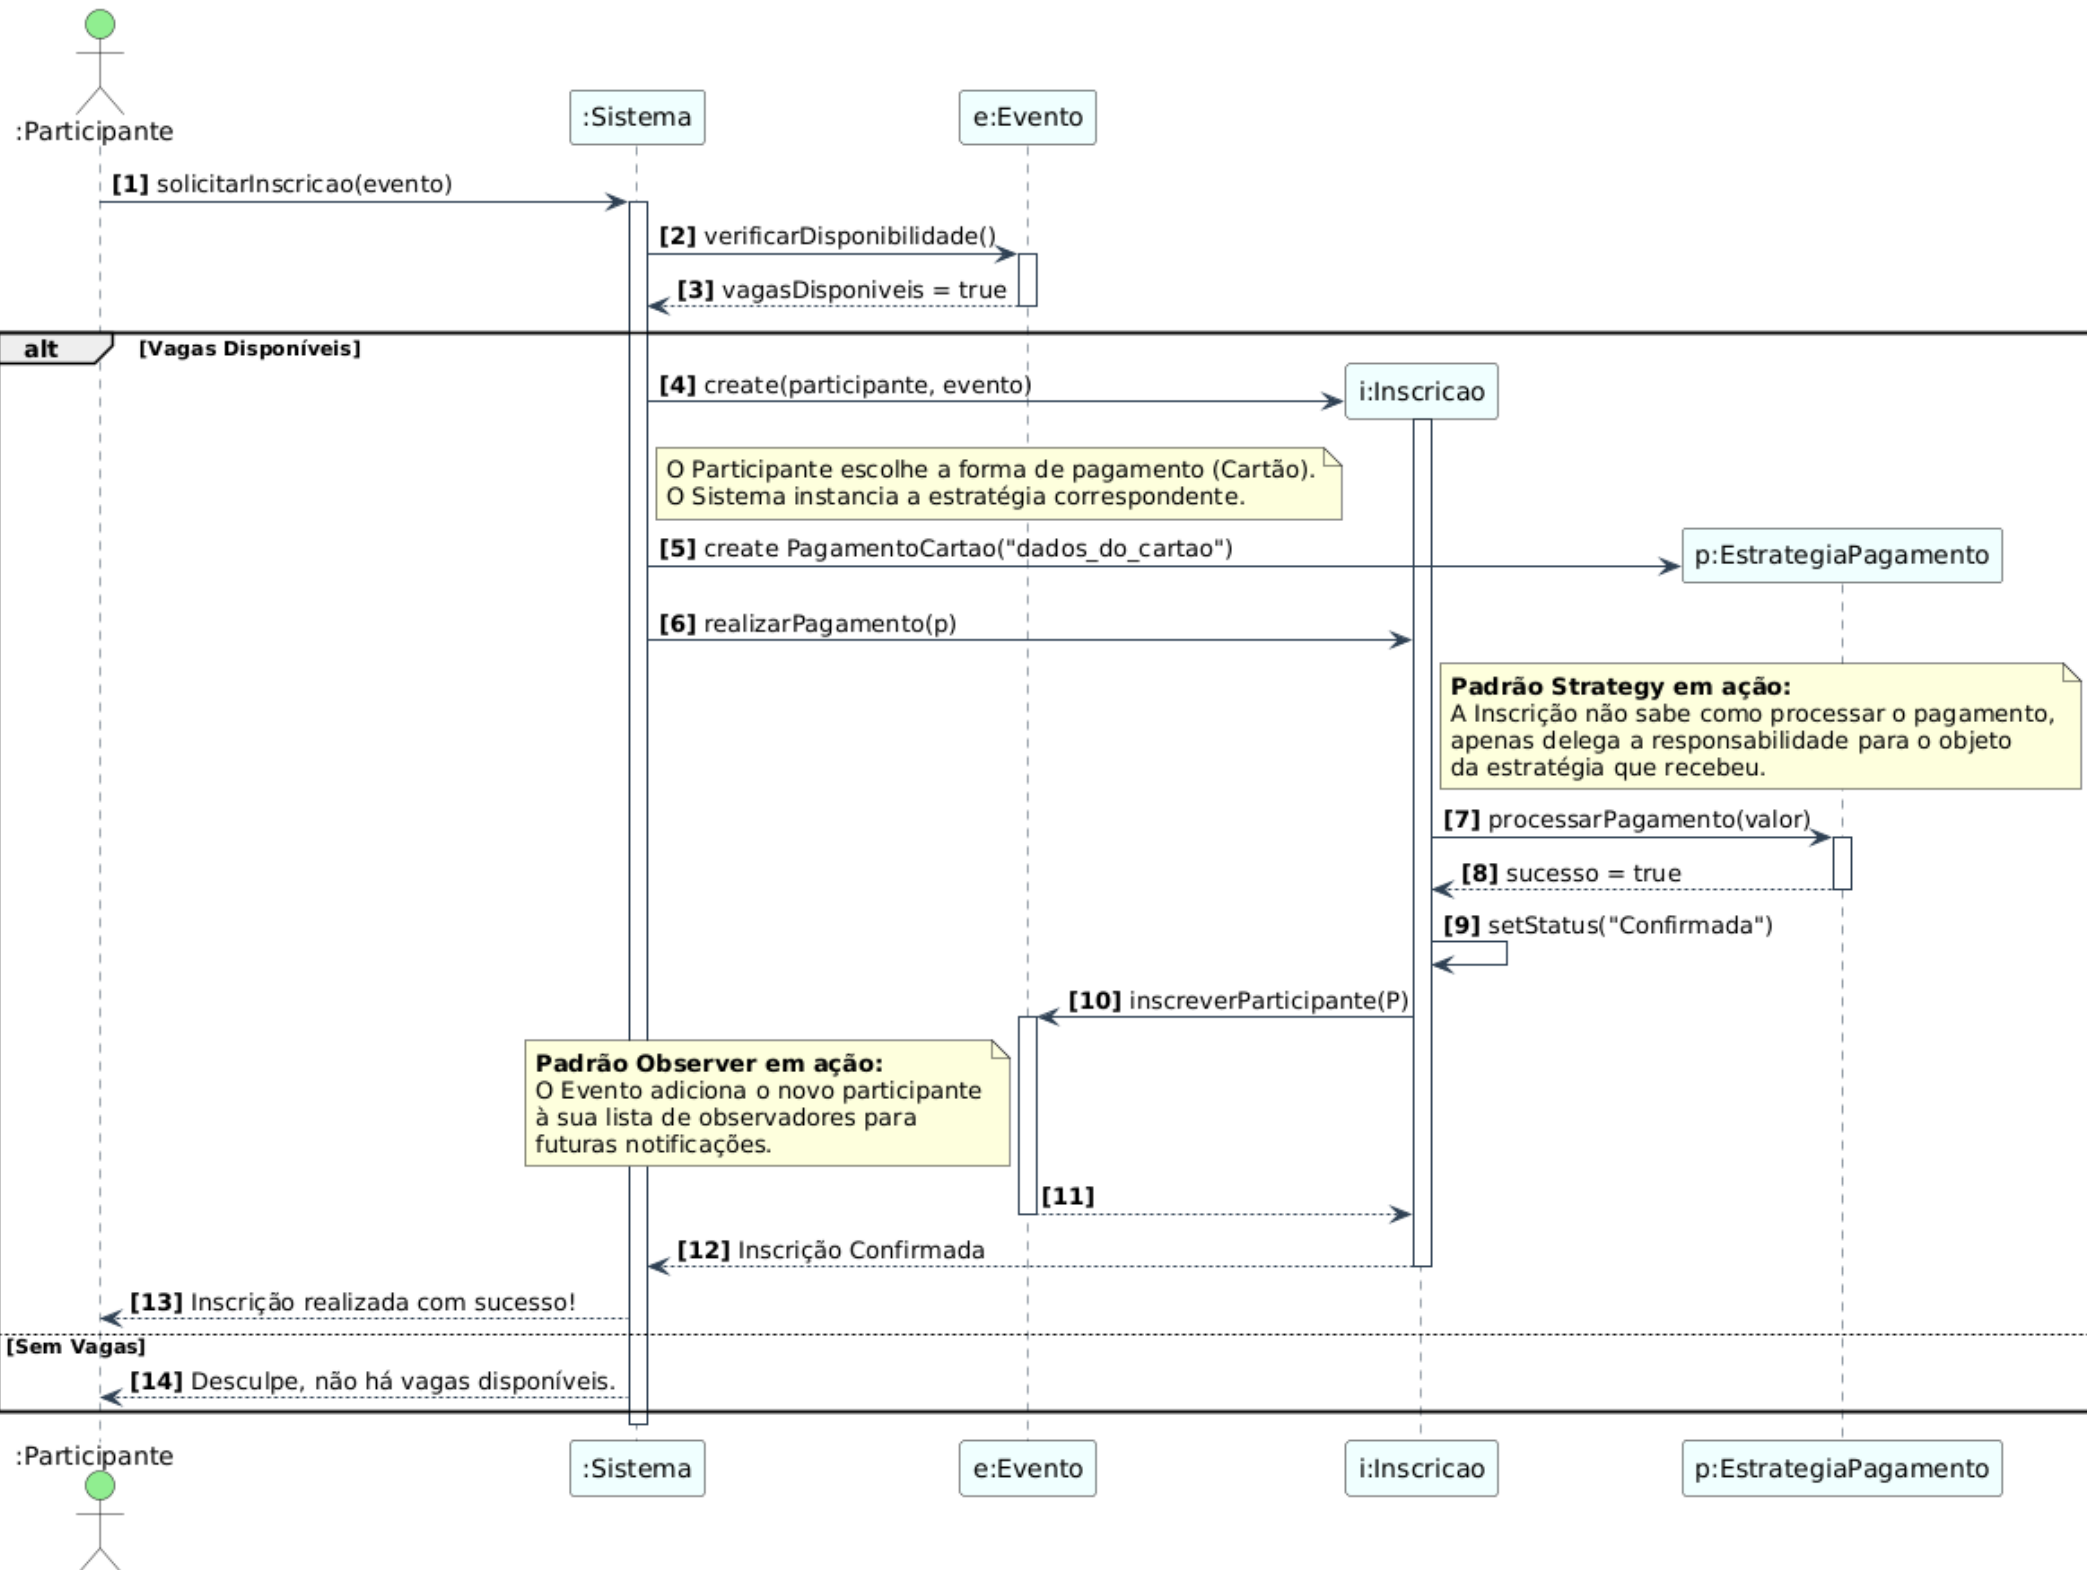 :Participante
:Sistema
e:Evento
[1] solicitarInscricao(evento)
[2] verificarDisponibilidade()
[3] vagasDisponiveis = true
alt
[Vagas Disponíveis]
[4] create(participante, evento)
i:Inscricao
O Participante escolhe a forma de pagamento (Cartão).
O Sistema instancia a estratégia correspondente.
[5] create PagamentoCartao("dados_do_cartao")
p:EstrategiaPagamento
[6] realizarPagamento(p)
Padrão Strategy em ação:
A Inscrição não sabe como processar o pagamento,
apenas delega a responsabilidade para o objeto
da estratégia que recebeu.
[7] processarPagamento(valor)
[8] sucesso = true
[9] setStatus("Confirmada")
[10] inscreverParticipante(P)
Padrão Observer em ação:
O Evento adiciona o novo participante
à sua lista de observadores para
futuras notificações.
[11]
[12] Inscrição Confirmada
[13] Inscrição realizada com sucesso!
[Sem Vagas]
[14] Desculpe, não há vagas disponíveis.
:Participante
:Sistema
e:Evento
i:Inscricao
p:EstrategiaPagamento